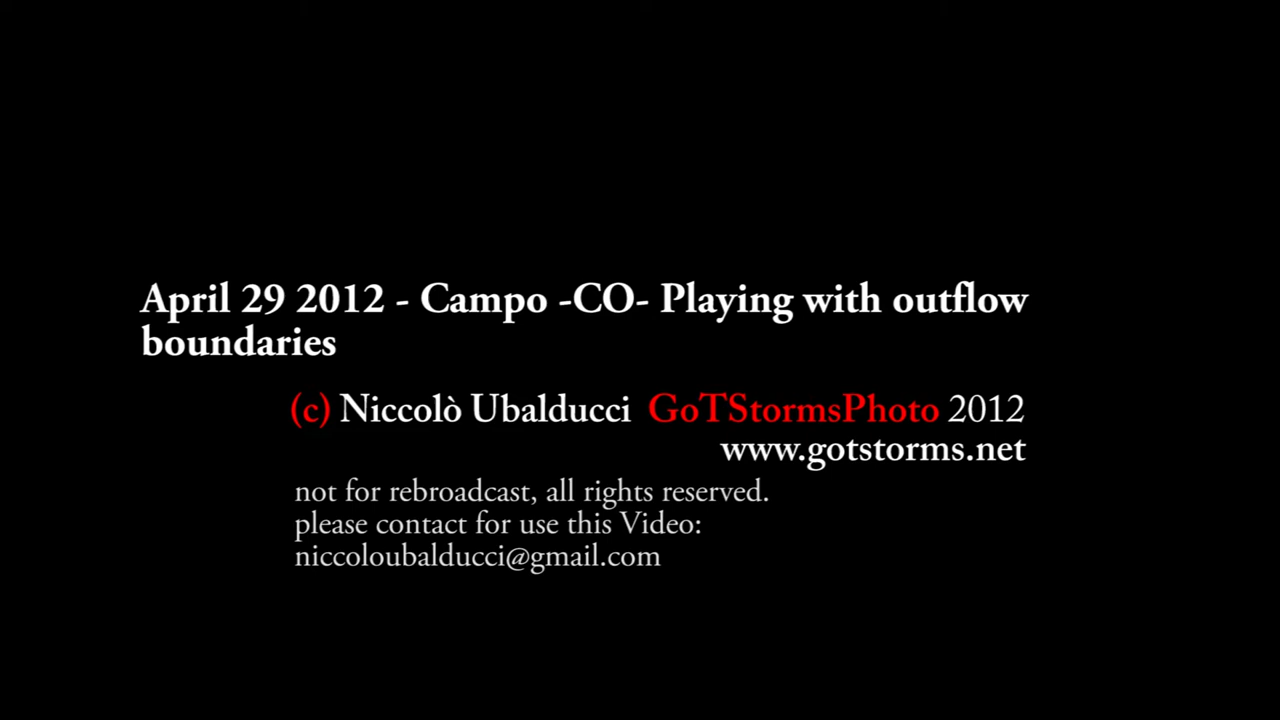 April 29 2012 - Campo -CO- Playing with outflow
boundaries
(c) Niccolò Ubalducci GoTStormsPhoto 2012
www.gotstorms.net
not for rebroadcast, all rights reserved.
please contact for use this Video:
niccoloubalducci@gmail.com